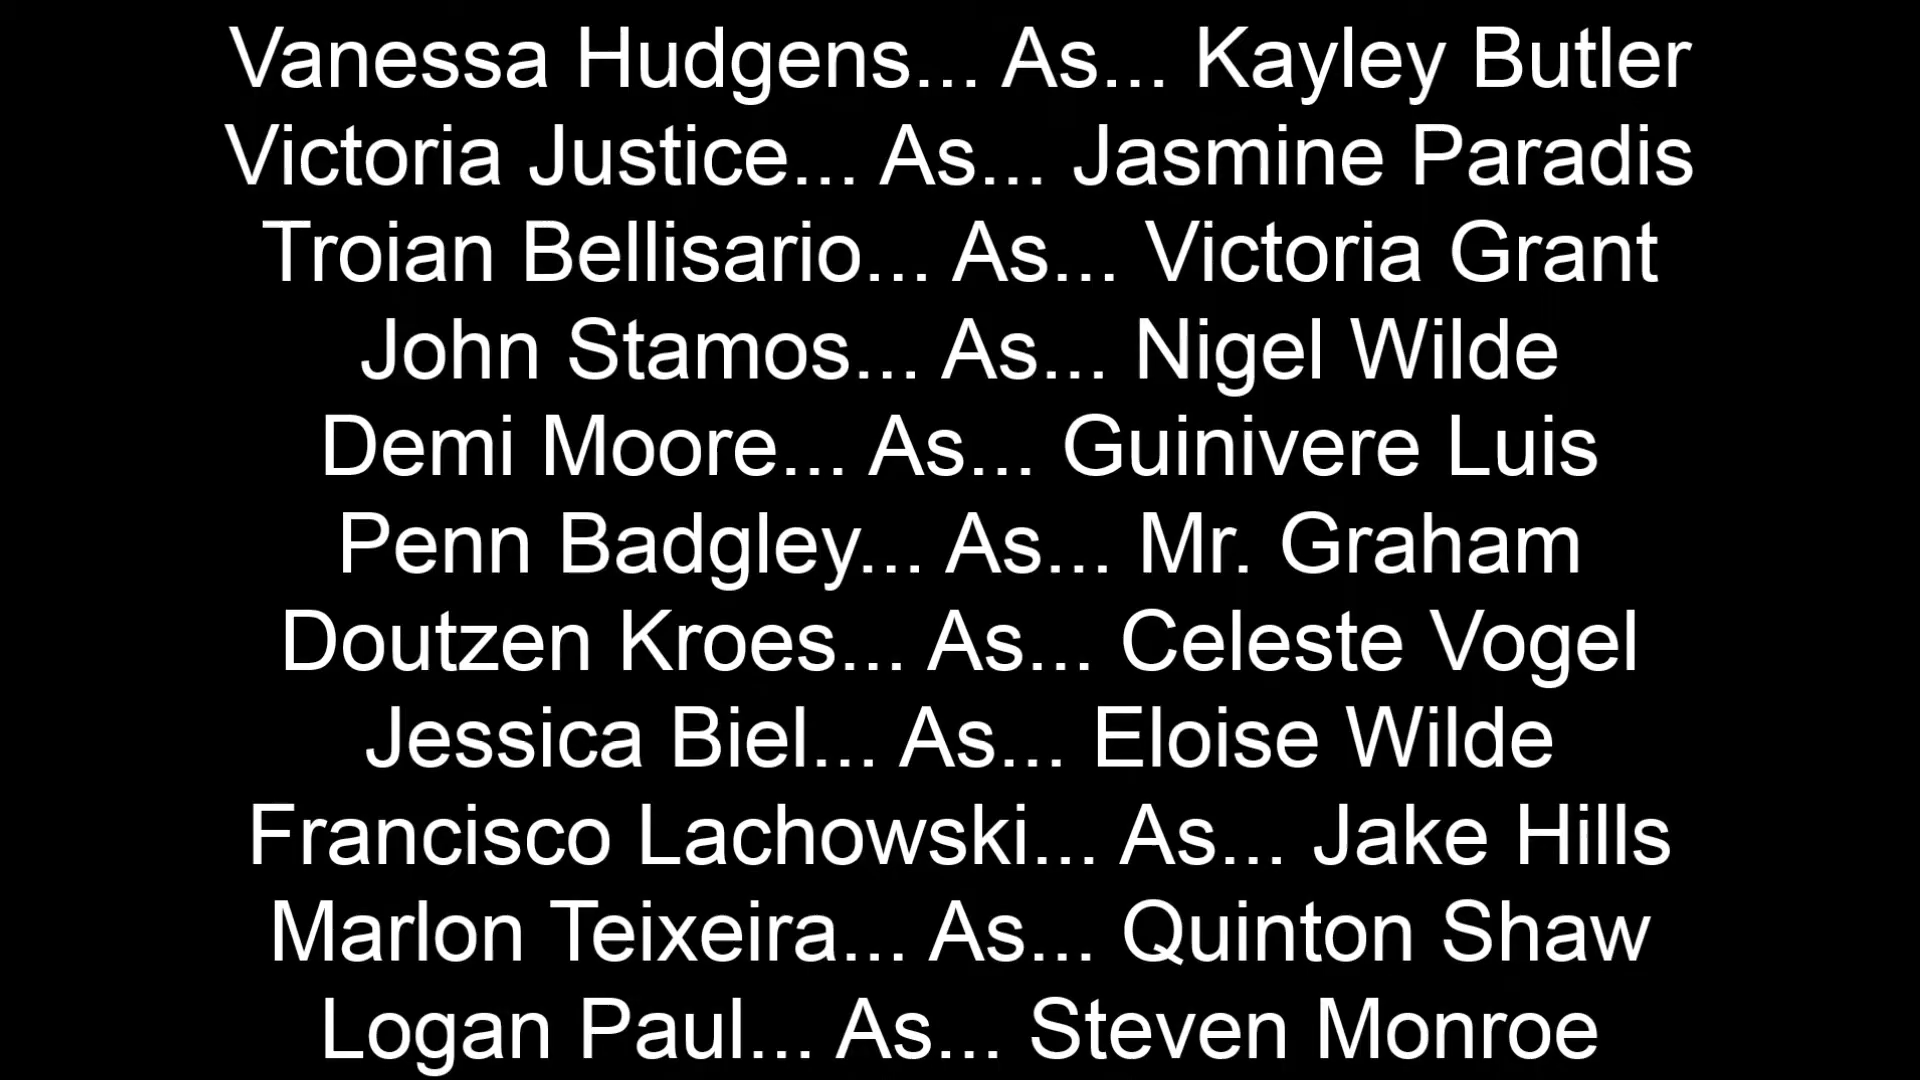 Vanessa Hudgens... As... Kayley Butler
Victoria Justice... As... Jasmine Paradis
Troian Bellisario... As... Victoria Grant
John Stamos... As... Nigel Wilde
Demi Moore... As... Guinivere Luis
Penn Badgley... As... Mr. Graham
Doutzen Kroes... As... Celeste Vogel
Jessica Biel... As... Eloise Wilde
Francisco Lachowski... As... Jake Hills
Marlon Teixeira... As... Quinton Shaw
Logan Paul... As... Steven Monroe